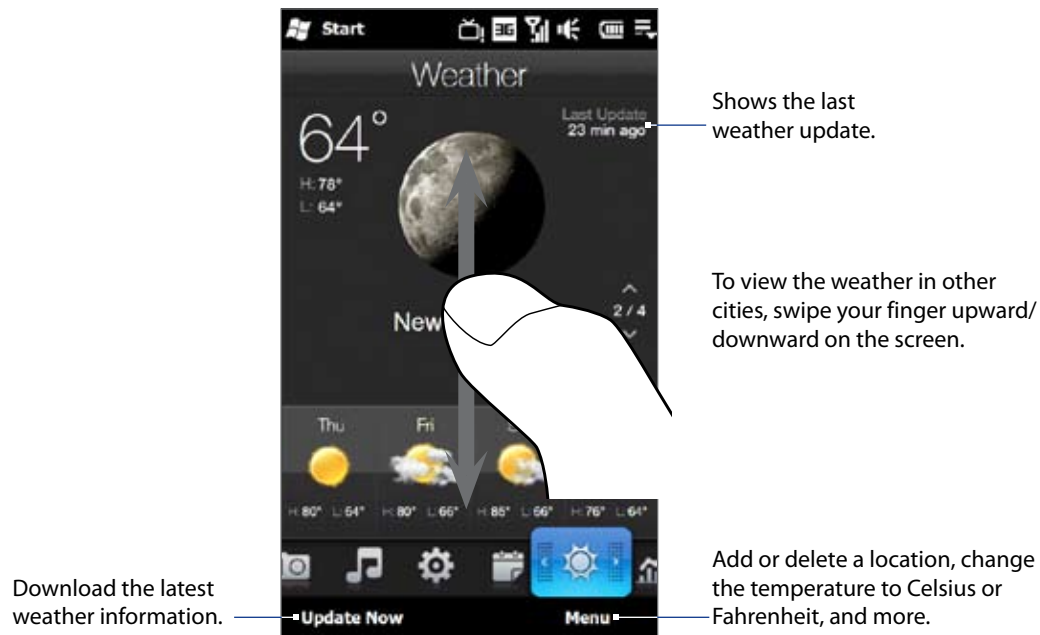 Start
3G
Weather
64°
H: 78°
L: 64°
Last Update
23 min ago
Shows the last
weather update.
To view the weather in other
cities, swipe your finger upward/
downward on the screen.
2 / 4
New
Thu Fri
H: 80° L: 64° H: 80° L: 66° H: 85° L: 66° H: 76° L: 64°
Add or delete a location, change
the temperature to Celsius or
Fahrenheit, and more.
Download the latest
weather information.
Update Now Menu